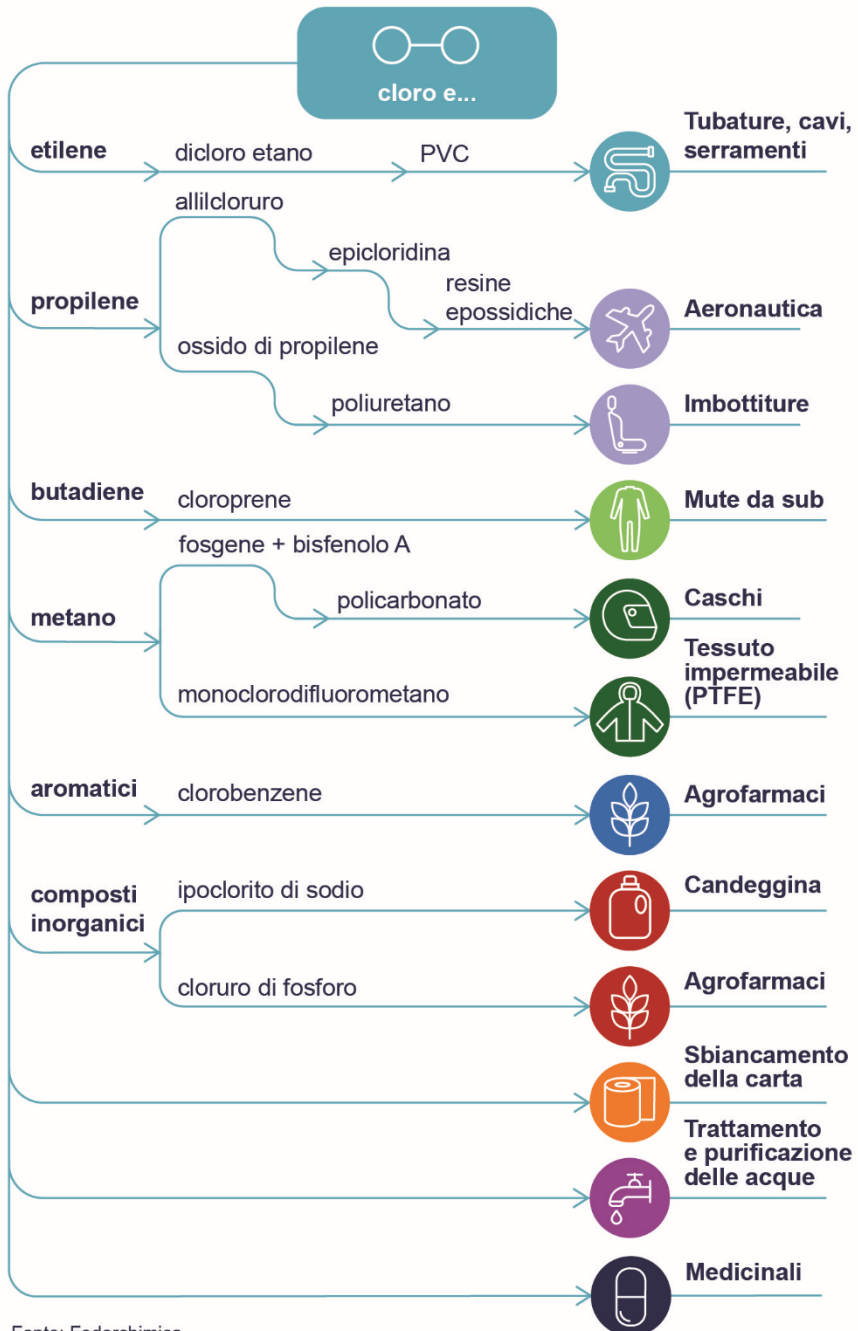 cloro e...
etilene
dicloro etano
PVC
Tubature, cavi,
serramenti
propilene
allilcloruro
epicloridina
resine
epossidiche
Aeronautica
ossido di propilene
poliuretano
Imbottiture
butadiene
cloroprene
Mute da sub
metano
fosgene + bisfenolo A
policarbonato
Caschi
monoclorodifluorometano
Tessuto
impermeabile
(PTFE)
aromatici
clorobenzene
Agrofarmaci
composti
inorganici
ipoclorito di sodio
Candeggina
cloruro di fosforo
Agrofarmaci
Sbiancamento
della carta
Trattamento
e purificazione
delle acque
Medicinali
Fonte: Federchimica